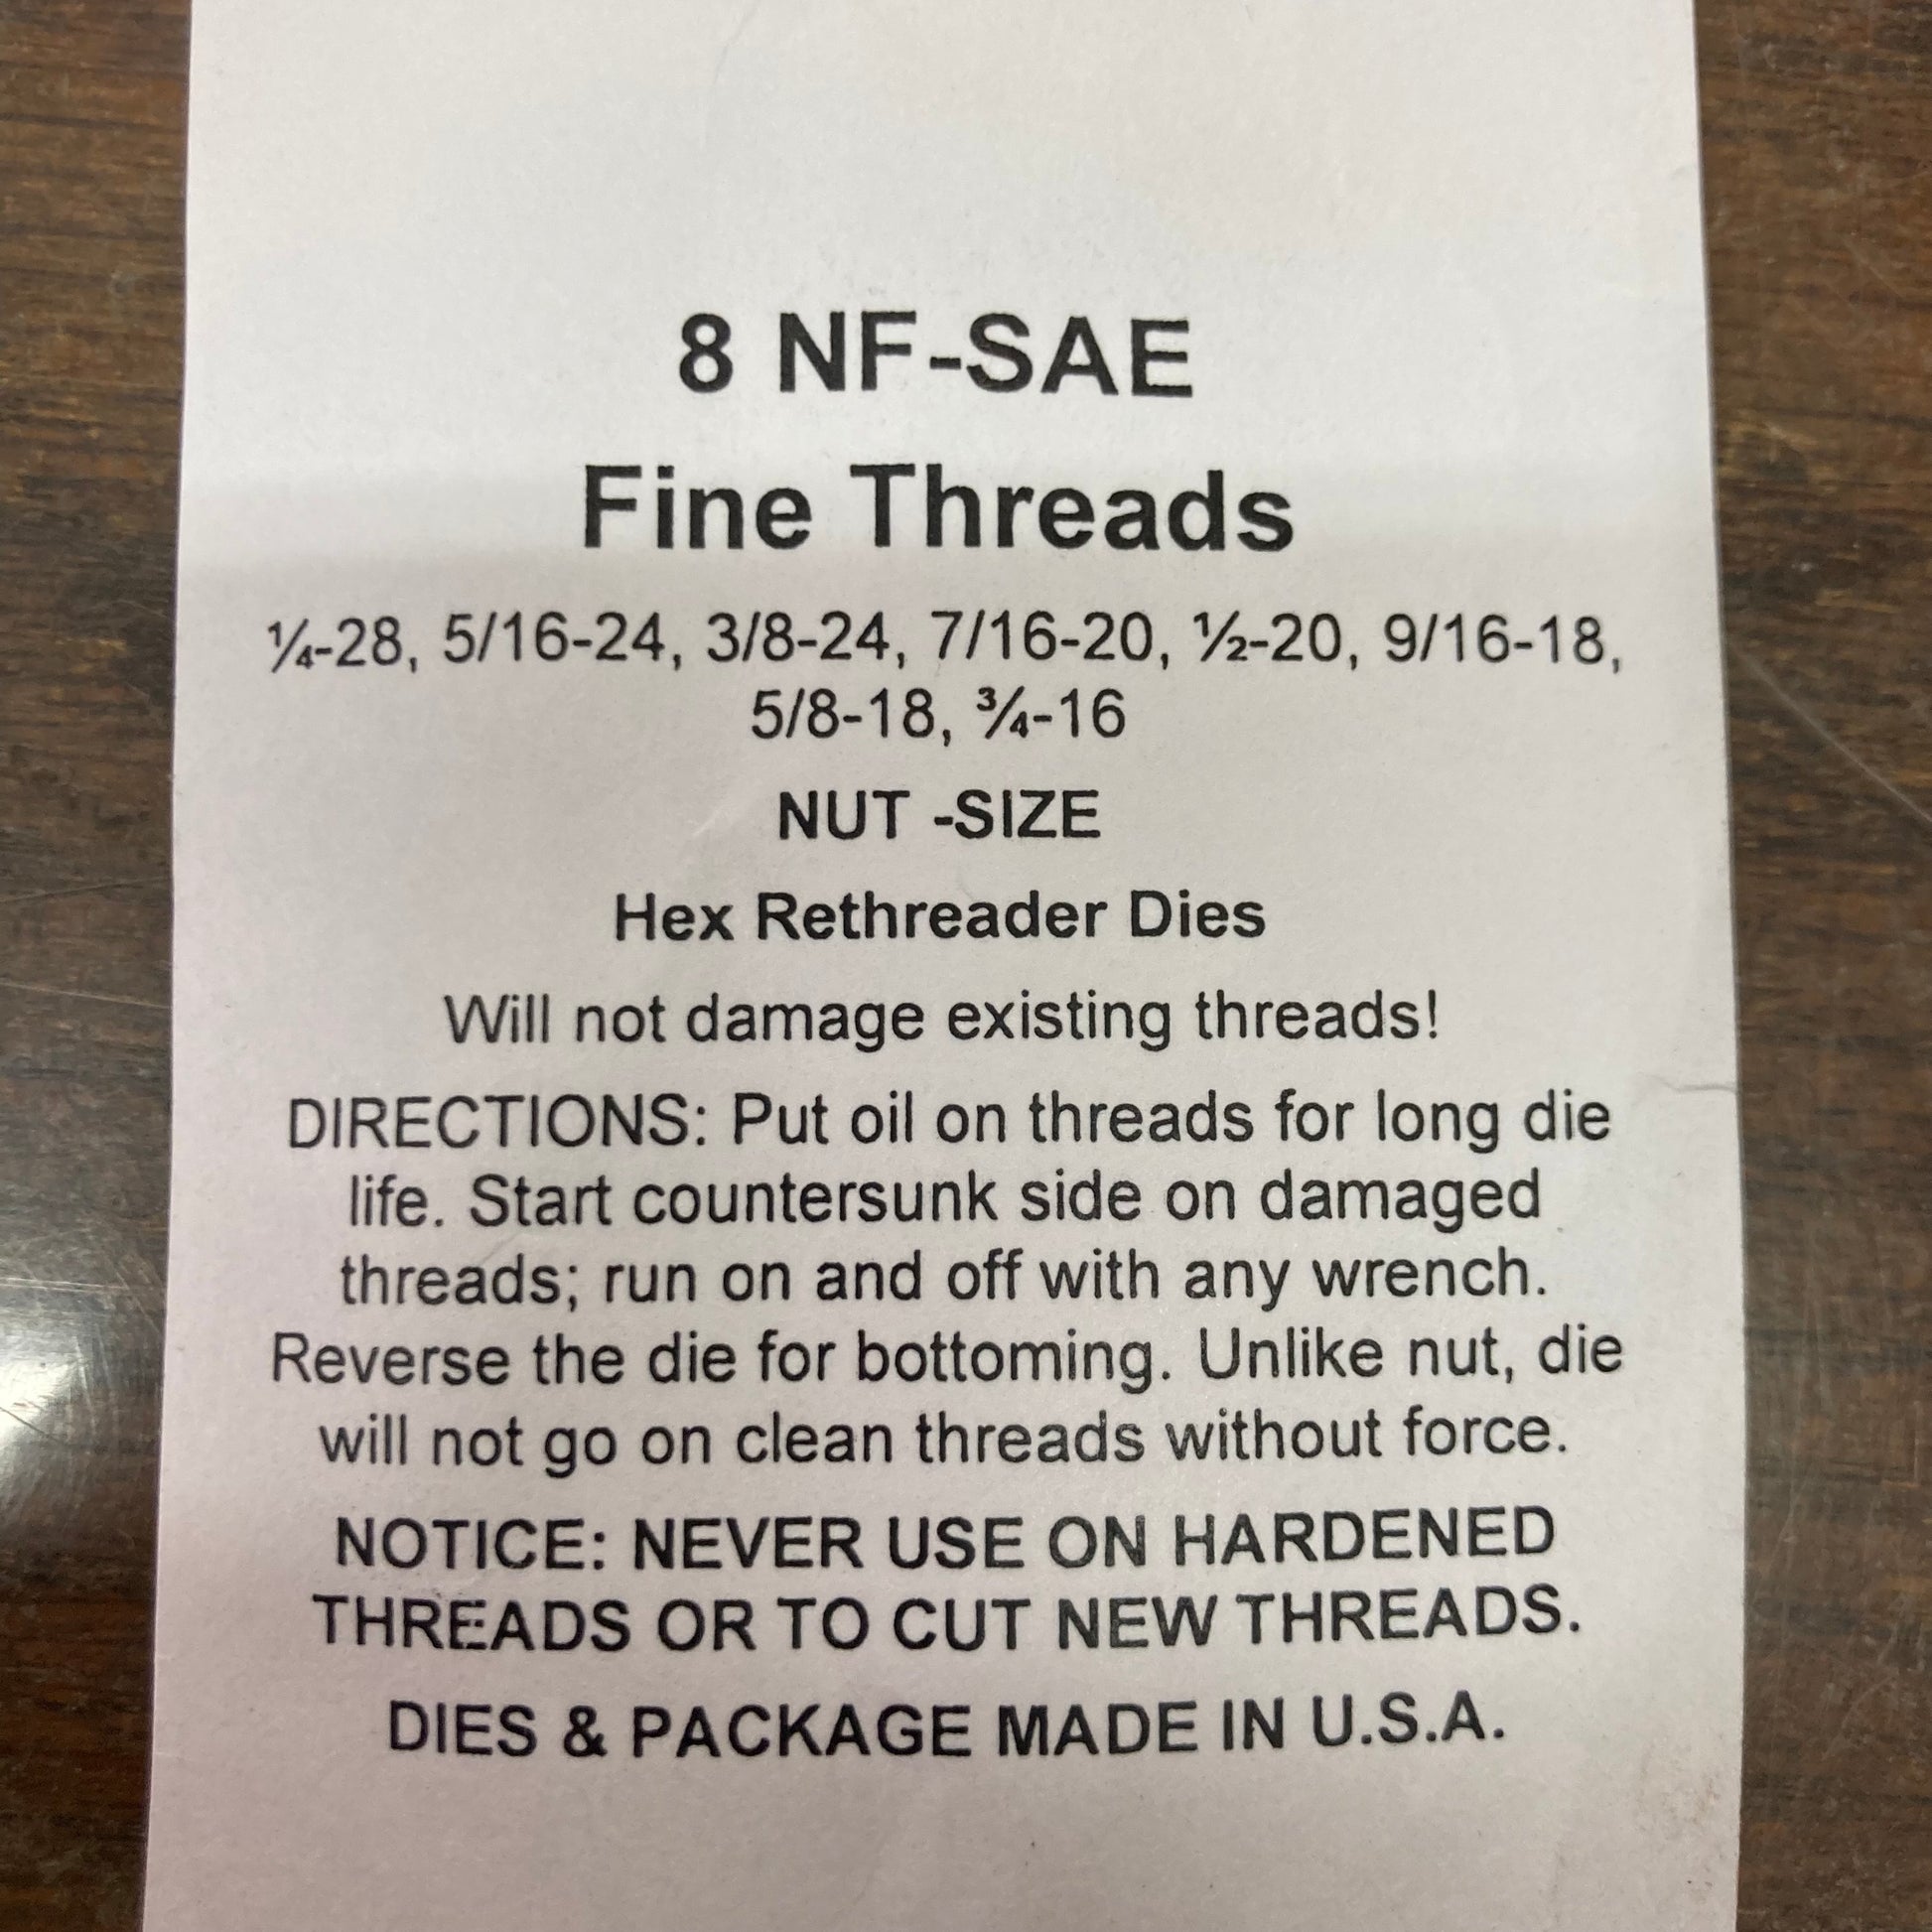 8 NF-SAE
Fine Threads
¼-28, 5/16-24, 3/8-24, 7/16-20, ½-20, 9/16-18,
5/8-18, ¾-16
NUT -SIZE
Hex Rethreader Dies
Will not damage existing threads!
DIRECTIONS: Put oil on threads for long die
life. Start countersunk side on damaged
threads; run on and off with any wrench.
Reverse the die for bottoming. Unlike nut, die
will not go on clean threads without force.
NOTICE: NEVER USE ON HARDENED
THREADS OR TO CUT NEW THREADS.
DIES & PACKAGE MADE IN U.S.A.